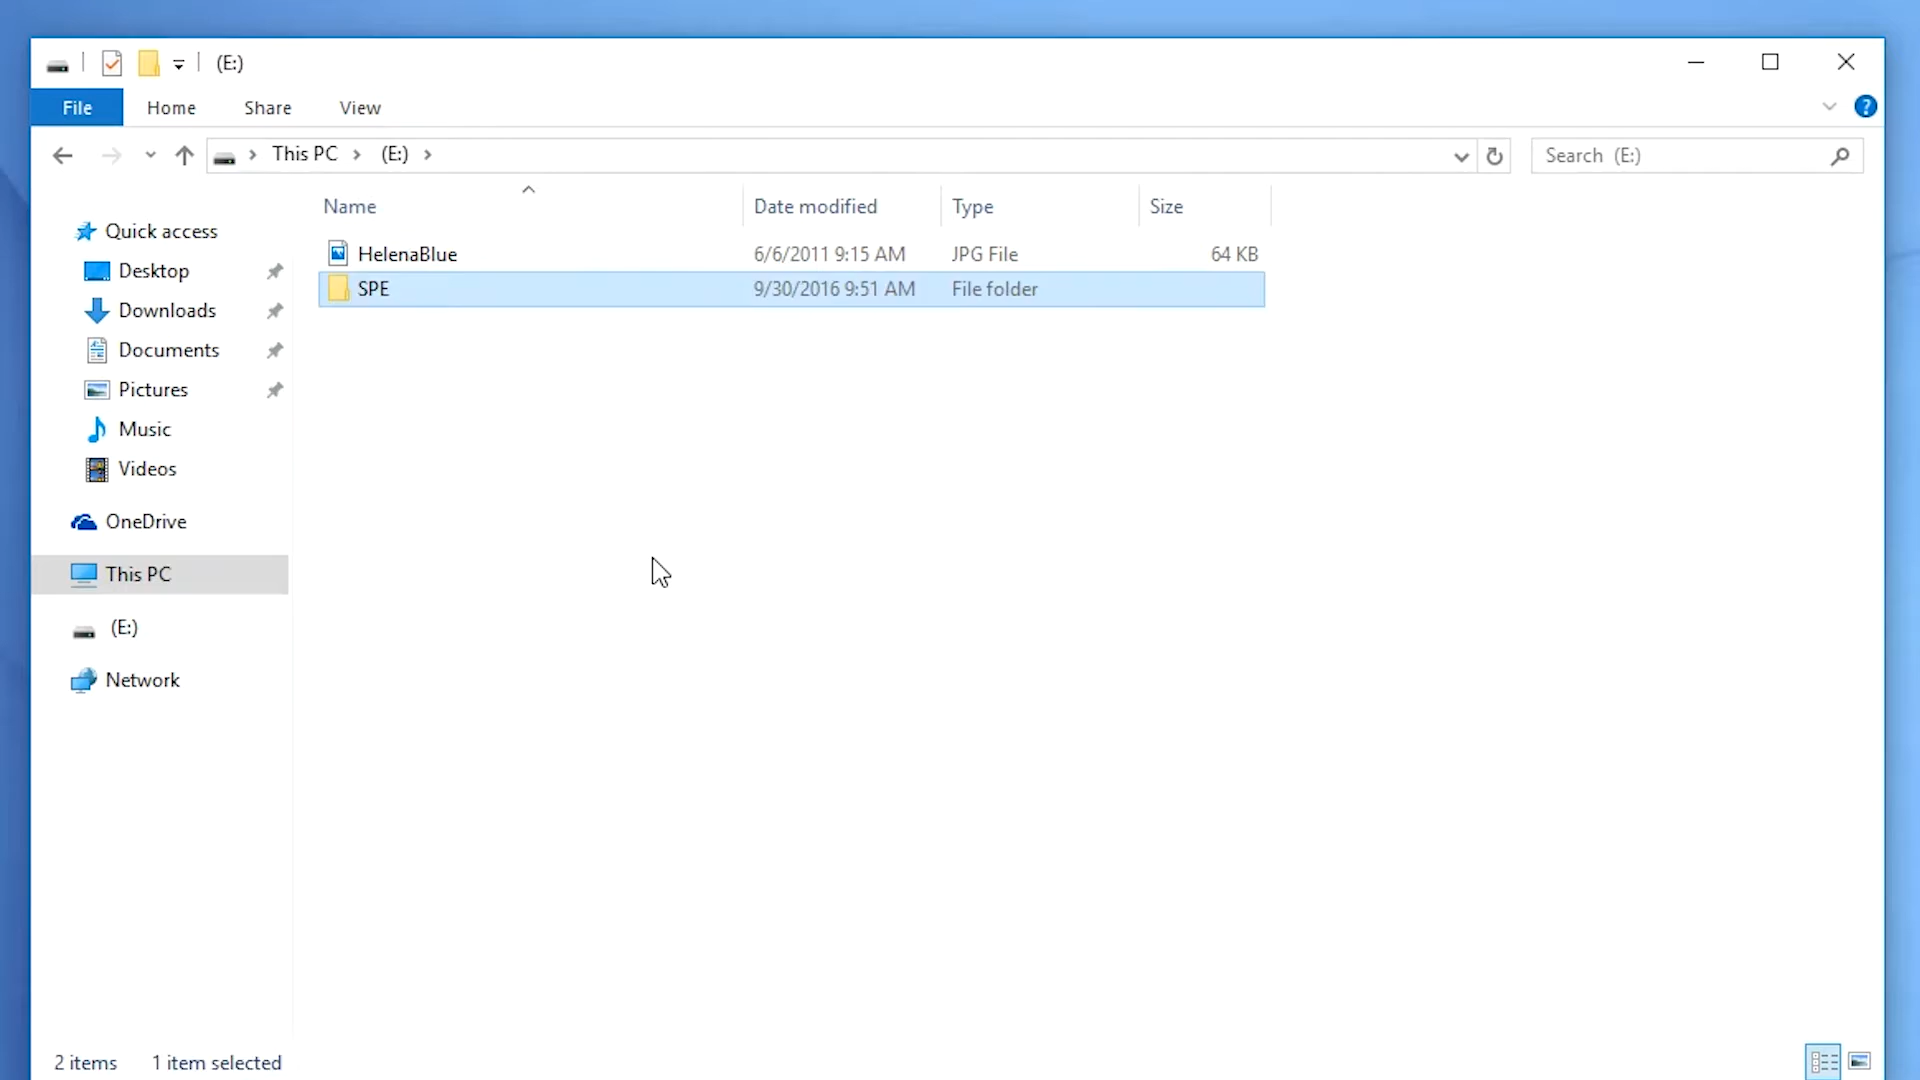 (E:)
File Home Share View ?
This PC (E:)
Search (E:)
Name Date modified Type Size
HelenaBlue 6/6/2011 9:15 AM JPG File 64 KB
SPE 9/30/2016 9:51 AM File folder
Quick access
Desktop
Downloads
Documents
Pictures
Music
Videos
OneDrive
This PC
(E:)
Network
2 items 1 item selected